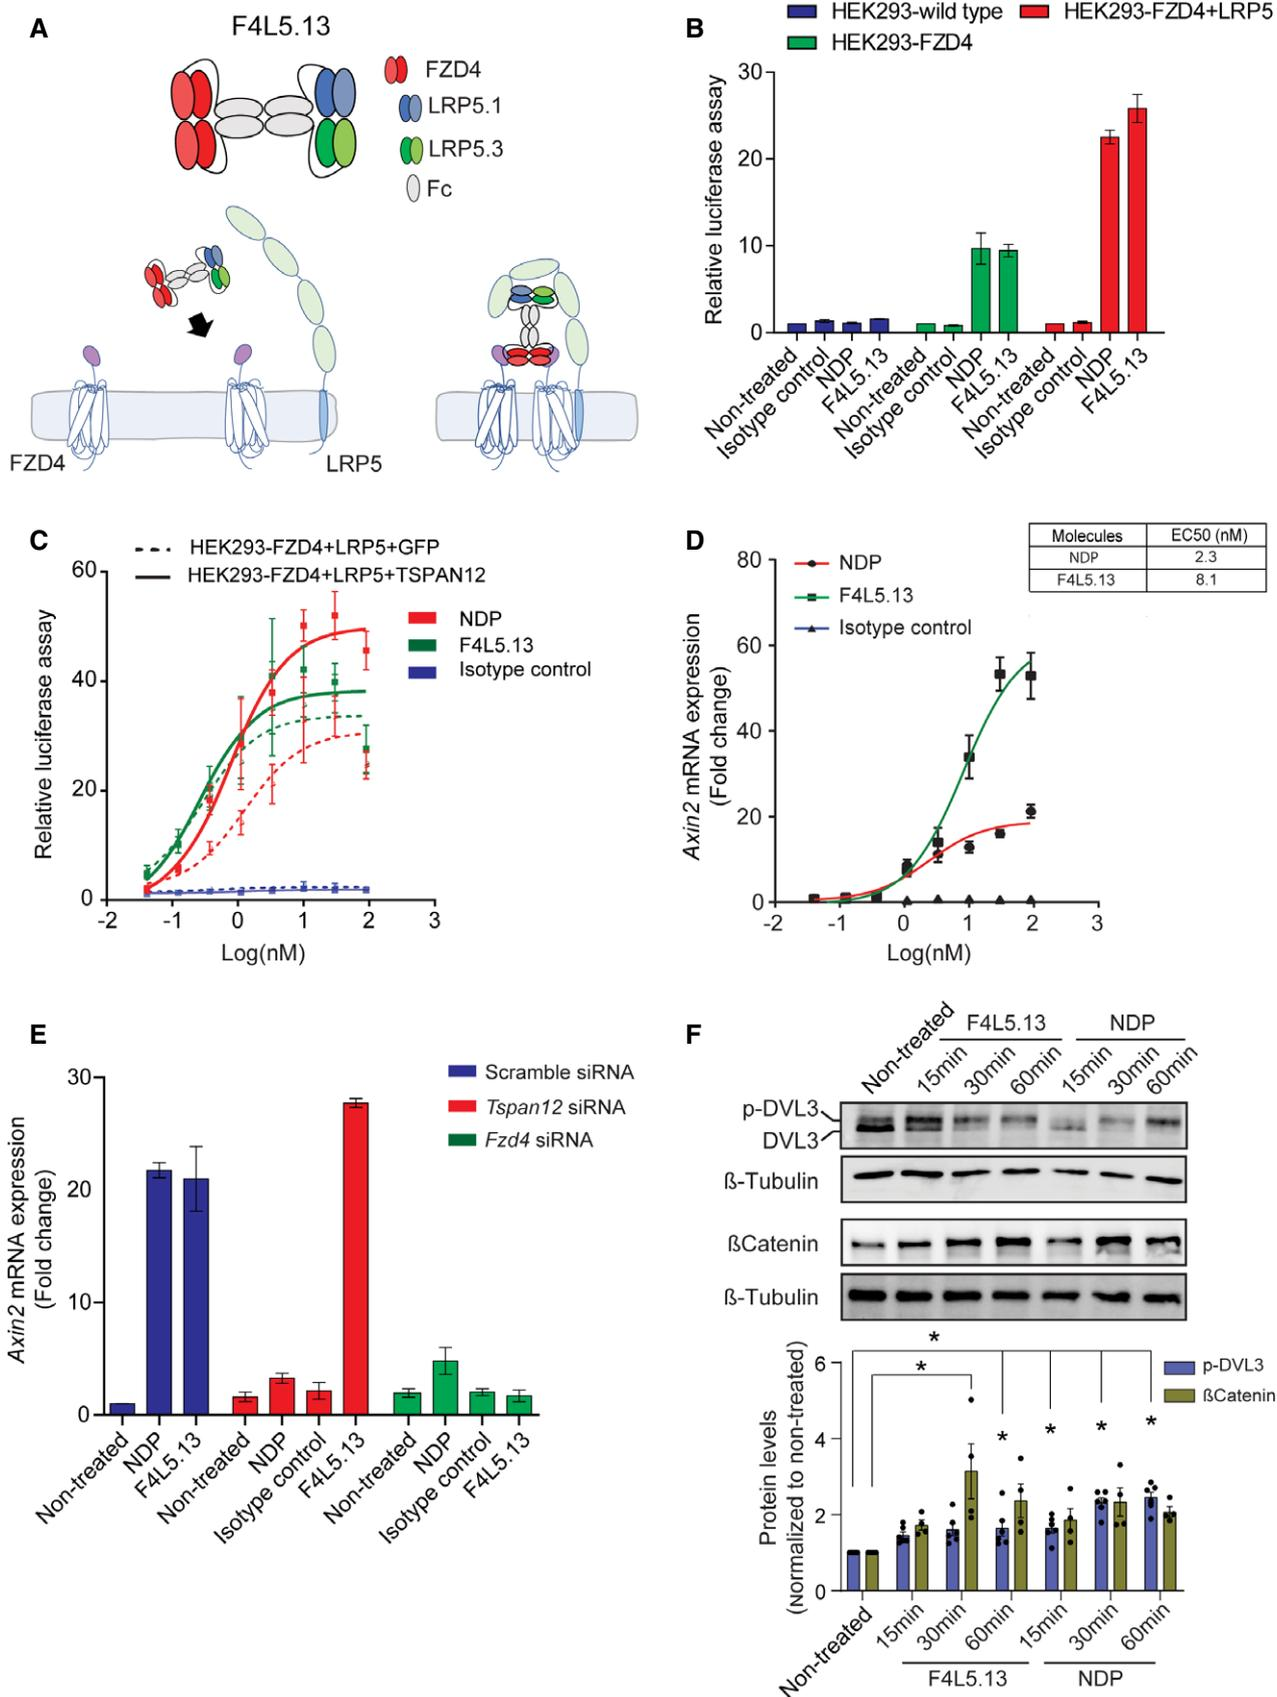 A
F4L5.13
FZD4
LRP5.1
LRP5.3
Fc
FZD4
LRP5
B
HEK293-wild type
HEK293-FZD4+LRP5
HEK293-FZD4
Relative luciferase assay
30
20
10
0
Non-treated
Isotype control
NDP
F4L5.13
Non-treated
Isotype control
NDP
F4L5.13
Non-treated
Isotype control
NDP
F4L5.13
C
HEK293-FZD4+LRP5+GFP
HEK293-FZD4+LRP5+TSPAN12
NDP
F4L5.13
Isotype control
Relative luciferase assay
60
40
20
0
-2
-1
0
1
2
3
Log(nM)
D
Molecules EC50 (nM)
NDP 2.3
F4L5.13 8.1
NDP
F4L5.13
Isotype control
Axin2 mRNA expression
(Fold change)
80
60
40
20
0
-2
-1
0
1
2
3
Log(nM)
E
Scramble siRNA
Tspan12 siRNA
Fzd4 siRNA
Axin2 mRNA expression
(Fold change)
30
20
10
0
Non-treated
NDP
F4L5.13
Non-treated
NDP
Isotype control
F4L5.13
Non-treated
NDP
Isotype control
F4L5.13
F
Non-treated
F4L5.13
NDP
15min
30min
60min
15min
30min
60min
p-DVL3
DVL3
ß-Tubulin
ßCatenin
ß-Tubulin
*
*
*
*
*
*
p-DVL3
ßCatenin
Protein levels
(Normalized to non-treated)
6
4
2
0
Non-treated
15min
30min
60min
15min
30min
60min
F4L5.13
NDP